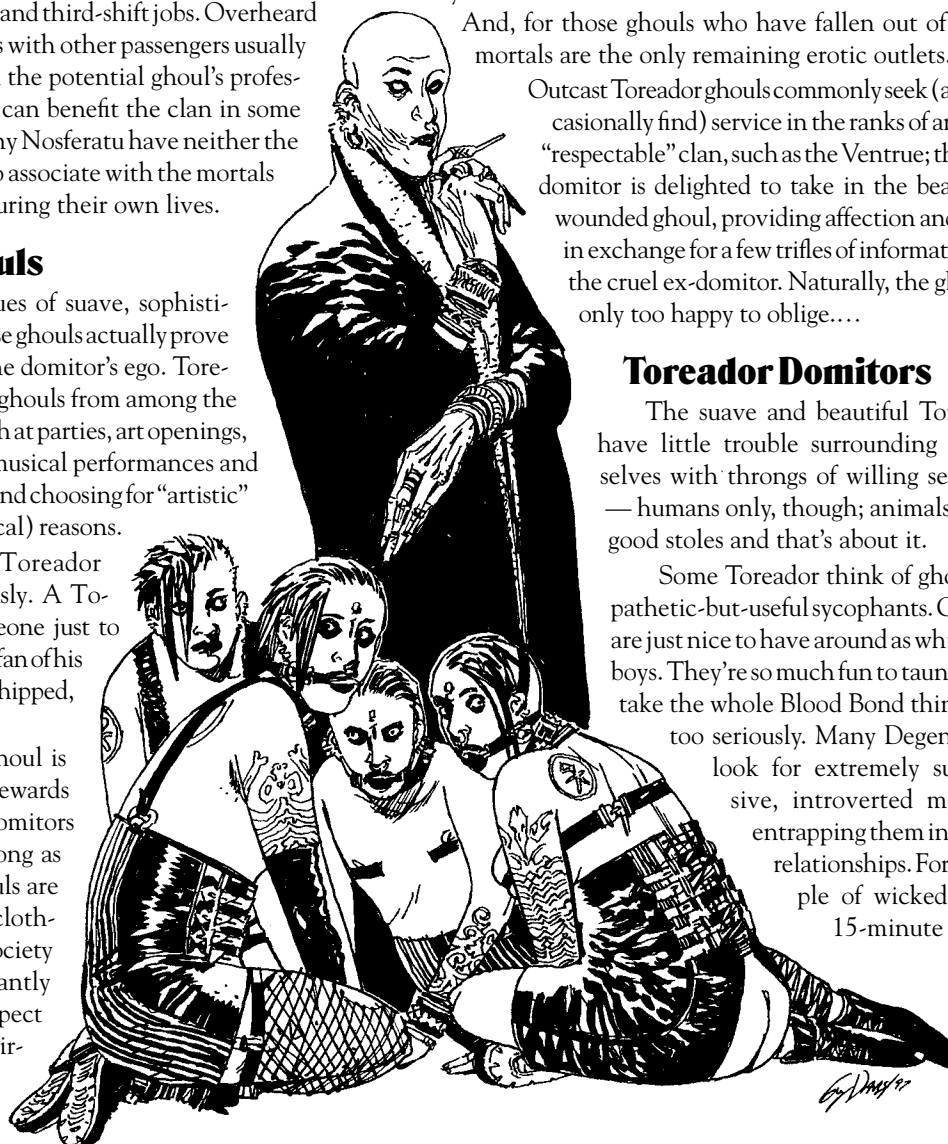 and third-shift jobs. Overheard
with other passengers usually
the potential ghoul's profes-
can benefit the clan in some
Nosferatu have neither the
associate with the mortals
uring their own lives.
uls
ues of suave, sophisti-
se ghouls actually prove
he domitor's ego. Tore-
ghouls from among the
h at parties, art openings,
musical performances and
nd choosing for “artistic”
cal) reasons.
Toreador
sly. A To-
eone just to
fan of his
hipped,
houl is
ewards
omitors
ong as
uls are
cloth-
ociety
antly
pect
ir-
And, for those ghouls who have fallen out of
mortals are the only remaining erotic outlets.
Outcast Toreador ghouls commonly seek (a
casionally find) service in the ranks of an
“respectable” clan, such as the Ventrue; th
domitor is delighted to take in the bea
wounded ghoul, providing affection and
in exchange for a few trifles of informat
the cruel ex-domitor. Naturally, the gh
only too happy to oblige....
Toreador Domitors
The suave and beautiful To
have little trouble surrounding
selves with throngs of willing se
— humans only, though; animals
good stoles and that's about it.
Some Toreador think of gho
pathetic-but-useful sycophants. O
are just nice to have around as whi
boys. They're so much fun to taun
take the whole Blood Bond thin
too seriously. Many Degen
look for extremely su
sive, introverted m
entrapping them in
relationships. For
ple of wicked
15-minute